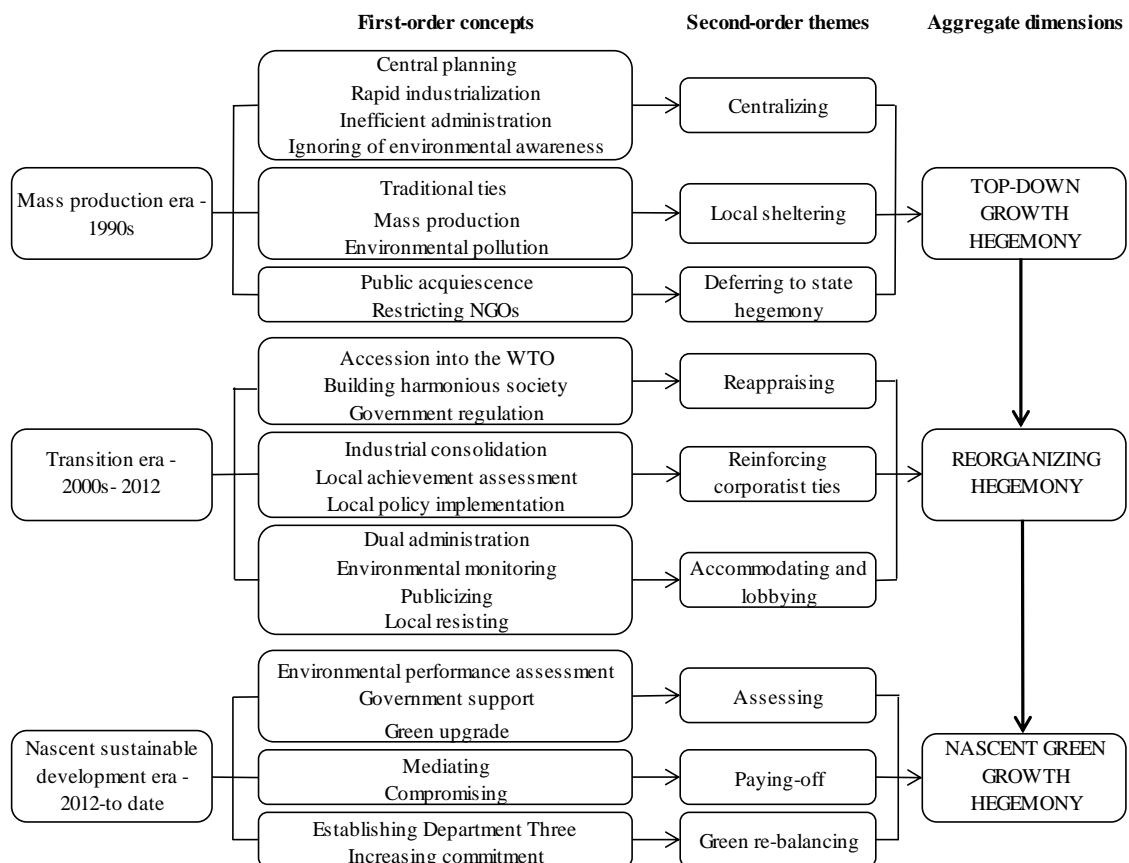 First-order concepts
Second-order themes
Aggregate dimensions
Mass production era -
1990s
Central planning
Rapid industrialization
Inefficient administration
Ignoring of environmental awareness
Centralizing
Traditional ties
Mass production
Environmental pollution
Local sheltering
Public acquiescence
Restricting NGOs
Deferring to state
hegemony
TOP-DOWN
GROWTH
HEGEMONY
Transition era -
2000s- 2012
Accession into the WTO
Building harmonious society
Government regulation
Reappraising
Industrial consolidation
Local achievement assessment
Local policy implementation
Reinforcing
corporatist ties
Dual administration
Environmental monitoring
Publicizing
Local resisting
Accommodating and
lobbying
REORGANIZING
HEGEMONY
Nascent sustainable
development era -
2012-to date
Environmental performance assessment
Government support
Green upgrade
Assessing
Mediating
Compromising
Paying-off
Establishing Department Three
Increasing commitment
Green re-balancing
NASCENT GREEN
GROWTH
HEGEMONY